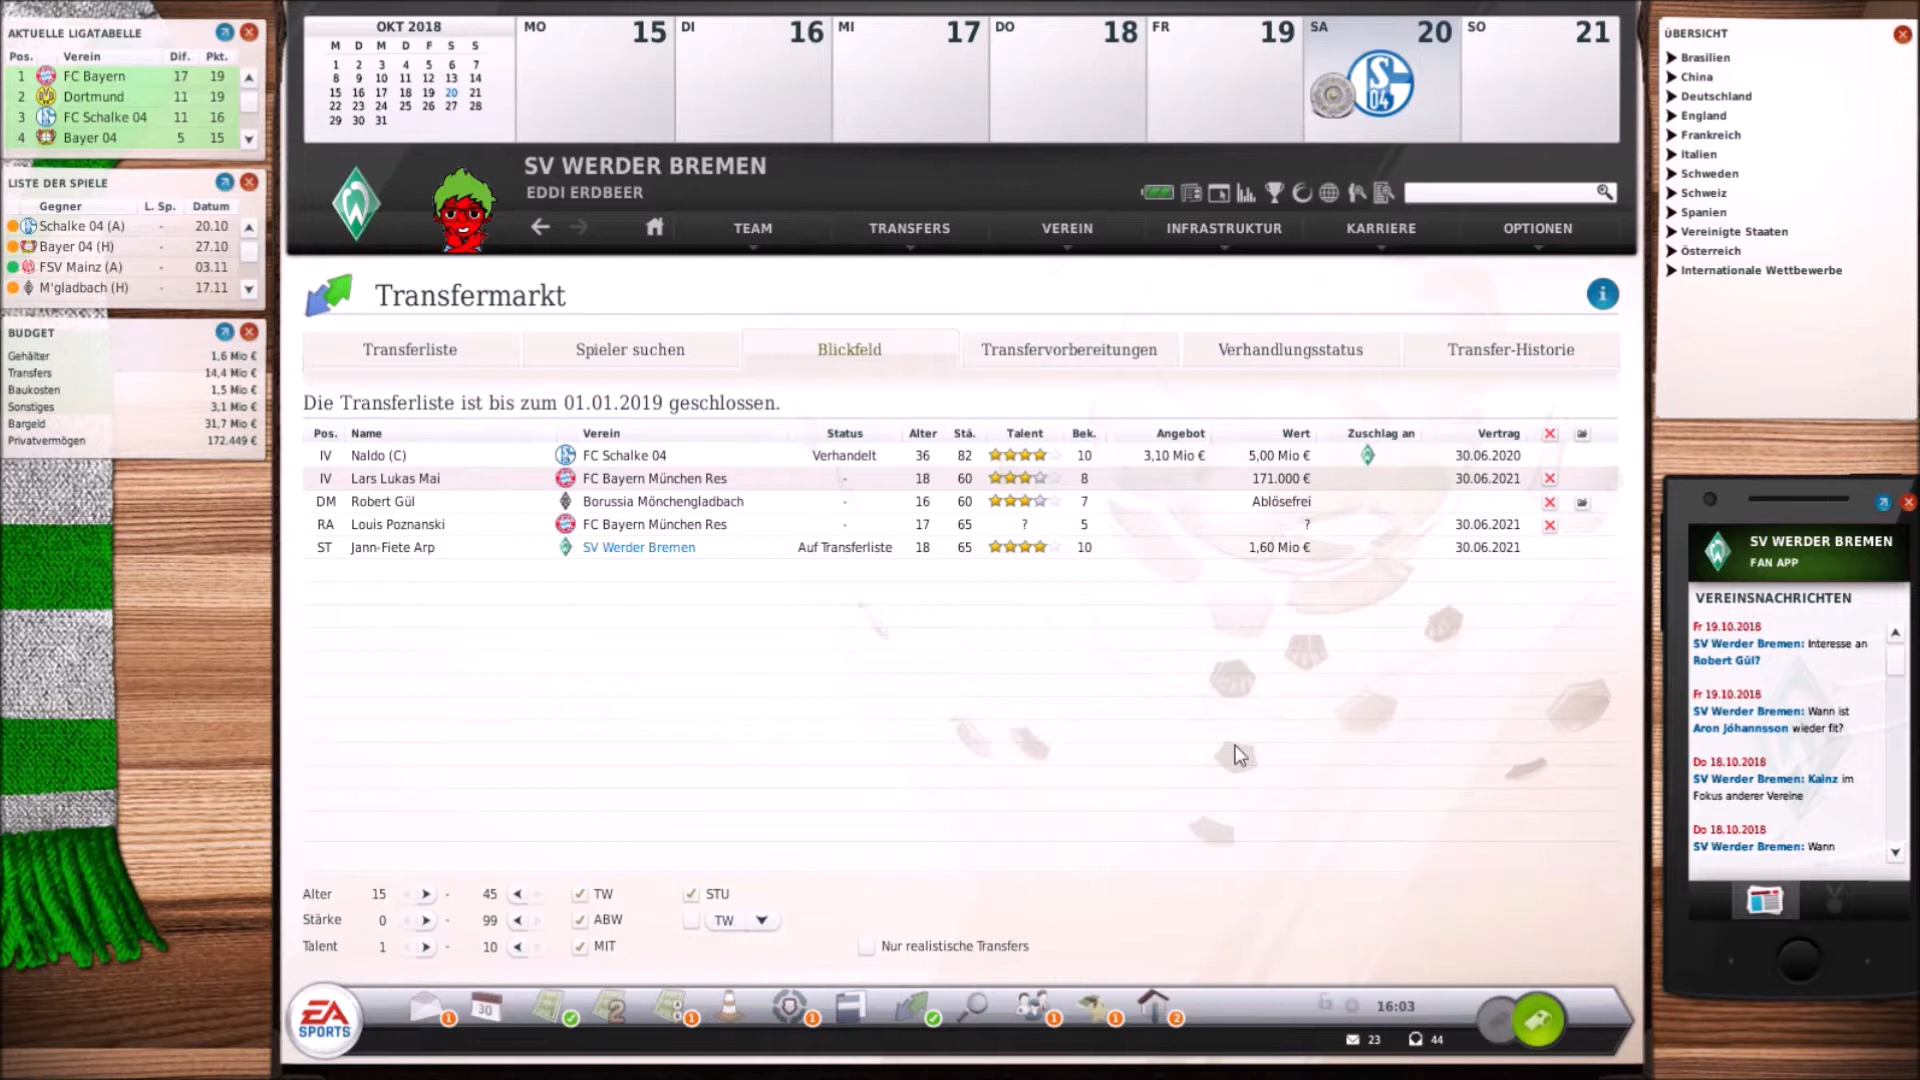 AKTUELLE LIGATABELLE
Pos. Verein Dif. Pkt.
1 FC Bayern 17 19
2 Dortmund 11 19
3 FC Schalke 04 11 16
4 Bayer 04 5 15
LISTE DER SPIELE
Gegner L. Sp. Datum
Schalke 04 (A) - 20.10
Bayer 04 (H) - 27.10
FSV Mainz (A) - 03.11
M'gladbach (H) - 17.11
BUDGET
Gehälter 1,6 Mio €
Transfers 14,4 Mio €
Baukosten 1,5 Mio €
Sonstiges 3,1 Mio €
Bargeld 31,7 Mio €
Privatvermögen 172.449 €
OKT 2018
M D M D F S S
1 2 3 4 5 6 7
8 9 10 11 12 13 14
15 16 17 18 19 20 21
22 23 24 25 26 27 28
29 30 31
MO 15 DI 16 MI 17 DO 18 FR 19 SA 20 SO 21
S 04
SV WERDER BREMEN
EDDI ERDBEER
TEAM TRANSFERS VEREIN INFRASTRUKTUR KARRIERE OPTIONEN
Transfermarkt
Transferliste Spieler suchen Blickfeld Transfervorbereitungen Verhandlungsstatus Transfer-Historie
Die Transferliste ist bis zum 01.01.2019 geschlossen.
Pos. Name Verein Status Alter Stä. Talent Bek. Angebot Wert Zuschlag an Vertrag
IV Naldo (C) FC Schalke 04 Verhandelt 36 82 10 3,10 Mio € 5,00 Mio € 30.06.2020
IV Lars Lukas Mai FC Bayern München Res - 18 60 8 171.000 € 30.06.2021
DM Robert Gül Borussia Mönchengladbach - 16 60 7 Ablösefrei
RA Louis Poznanski FC Bayern München Res - 17 65 ? 5 ? 30.06.2021
ST Jann-Fiete Arp SV Werder Bremen Auf Transferliste 18 65 10 1,60 Mio € 30.06.2021
Alter 15 - 45 TW STU
Stärke 0 - 99 ABW TW
Talent 1 - 10 MIT Nur realistische Transfers
EA SPORTS
1 30 2 1 1 1 1 2 16:03
23 44
ÜBERSICHT
Brasilien
China
Deutschland
England
Frankreich
Italien
Schweden
Schweiz
Spanien
Vereinigte Staaten
Österreich
Internationale Wettbewerbe
SV WERDER BREMEN
FAN APP
VEREINSNACHRICHTEN
Fr 19.10.2018
SV Werder Bremen: Interesse an
Robert Gül?
Fr 19.10.2018
SV Werder Bremen: Wann ist
Aron Jóhannsson wieder fit?
Do 18.10.2018
SV Werder Bremen: Kainz im
Fokus anderer Vereine
Do 18.10.2018
SV Werder Bremen: Wann